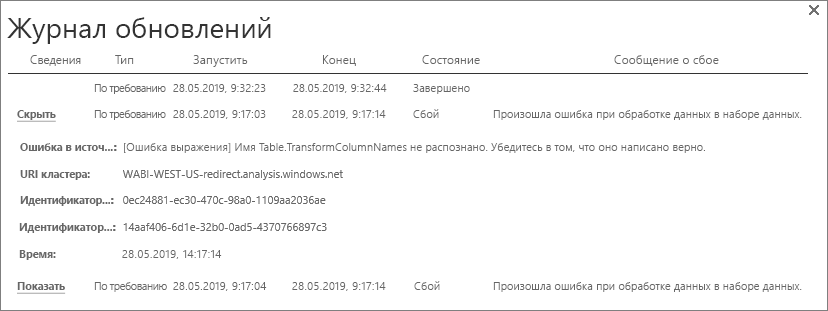 Журнал обновлений
Сведения Тип Запустить Конец Состояние Сообщение о сбое
По требованию 28.05.2019, 9:32:23 28.05.2019, 9:32:44 Завершено
Скрыть По требованию 28.05.2019, 9:17:03 28.05.2019, 9:17:14 Сбой Произошла ошибка при обработке данных в наборе данных.
Ошибка в источ...: [Ошибка выражения] Имя Table.TransformColumnNames не распознано. Убедитесь в том, что оно написано верно.
URI кластера: WABI-WEST-US-redirect.analysis.windows.net
Идентификатор...: 0ec24881-ec30-470c-98a0-1109aa2036ae
Идентификатор...: 14aaf406-6d1e-32b0-0ad5-4370766897c3
Время: 28.05.2019, 14:17:14
Показать По требованию 28.05.2019, 9:17:04 28.05.2019, 9:17:14 Сбой Произошла ошибка при обработке данных в наборе данных.